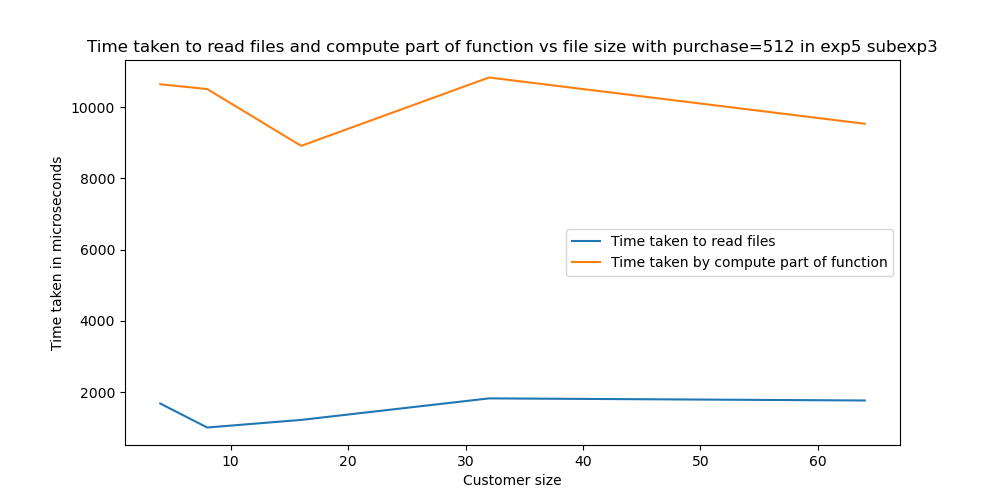 Time taken to read files and compute part of function vs file size with purchase=512 in exp5 subexp3
Time taken in microseconds
10000
8000
6000
4000
2000
Time taken to read files
Time taken by compute part of function
10
20
30
40
50
60
Customer size